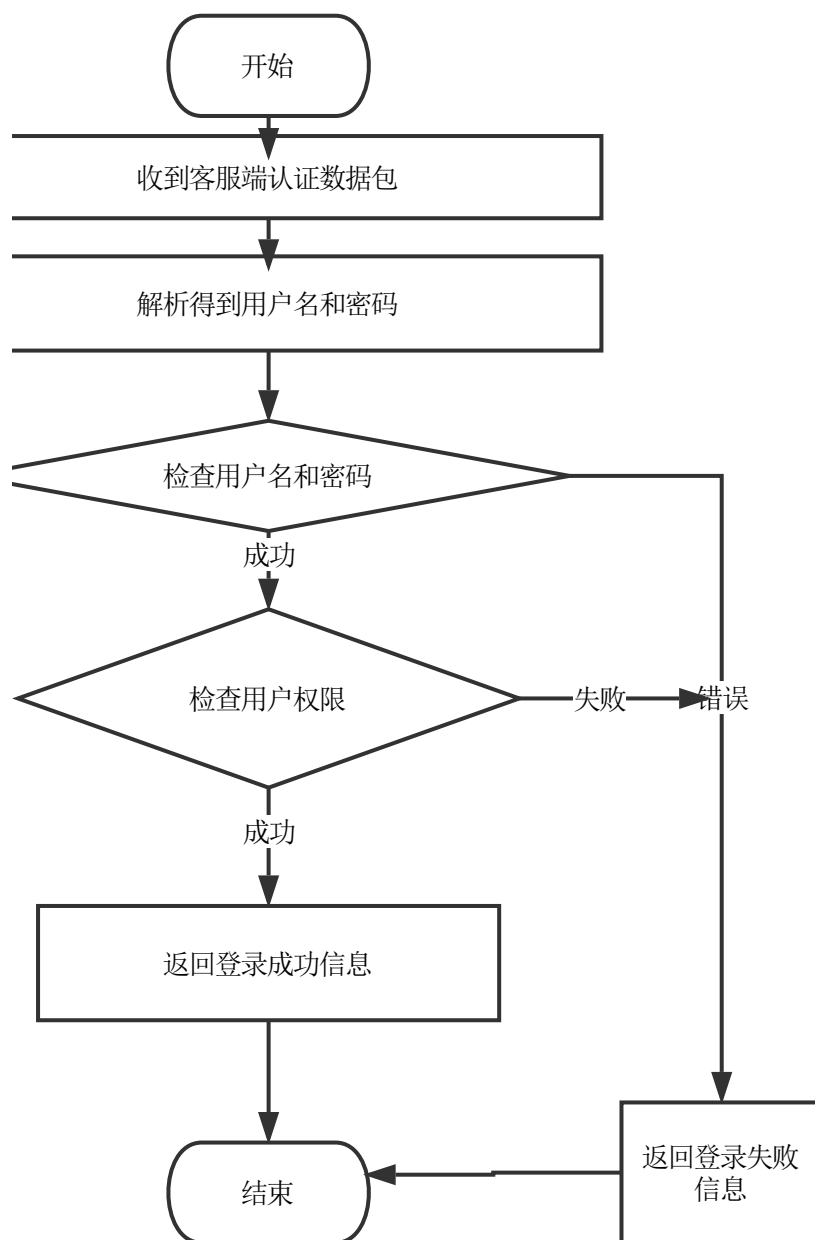 开始
收到客服端认证数据包
解析得到用户名和密码
检查用户名和密码
成功
检查用户权限
失败
错误
成功
返回登录成功信息
返回登录失败
信息
结束